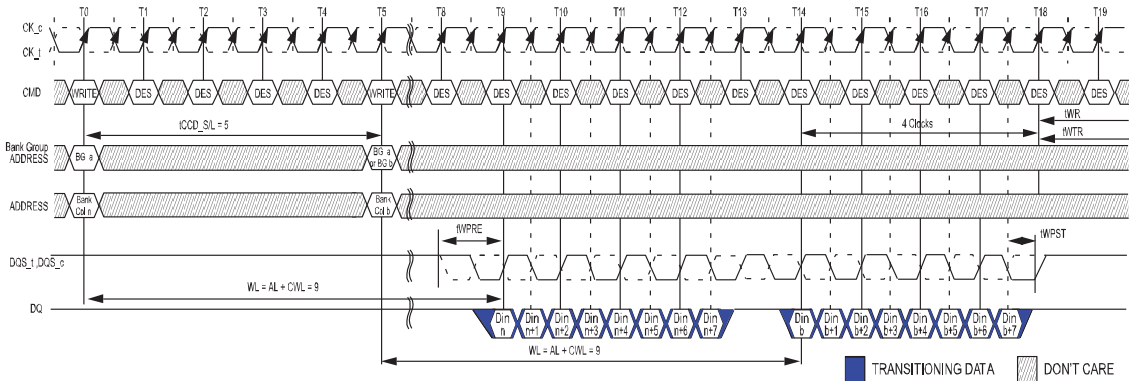 T0 T1 T2 T3 T4 T5 T8 T9 T10 T11 T12 T13 T14 T15 T16 T17 T18 T19
CK_c
CK_t
CMD WRITE DES DES DES DES WRITE DES DES DES DES DES DES DES DES DES DES DES DES
tCCD_S/L = 5
4 Clocks
tWR
tWTR
Bank Group
ADDRESS
BG a
BG a
or BG b
ADDRESS
Bank
Col n
Bank
Col b
tWPRE
tWPST
DQS_t ,DQS_c
WL = AL + CWL = 9
DQ
Din Din Din Din Din Din Din Din Din Din Din Din Din Din Din Din
n n+1 n+2 n+3 n+4 n+5 n+6 n+7 b b+1 b+2 b+3 b+4 b+5 b+6 b+7
WL = AL + CWL = 9
TRANSITIONING DATA DON'T CARE